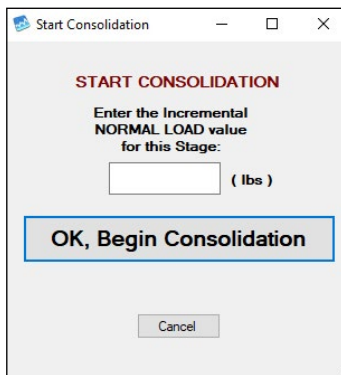 Start Consolidation
START CONSOLIDATION
Enter the Incremental
NORMAL LOAD value
for this Stage:
( lbs )
OK, Begin Consolidation
Cancel